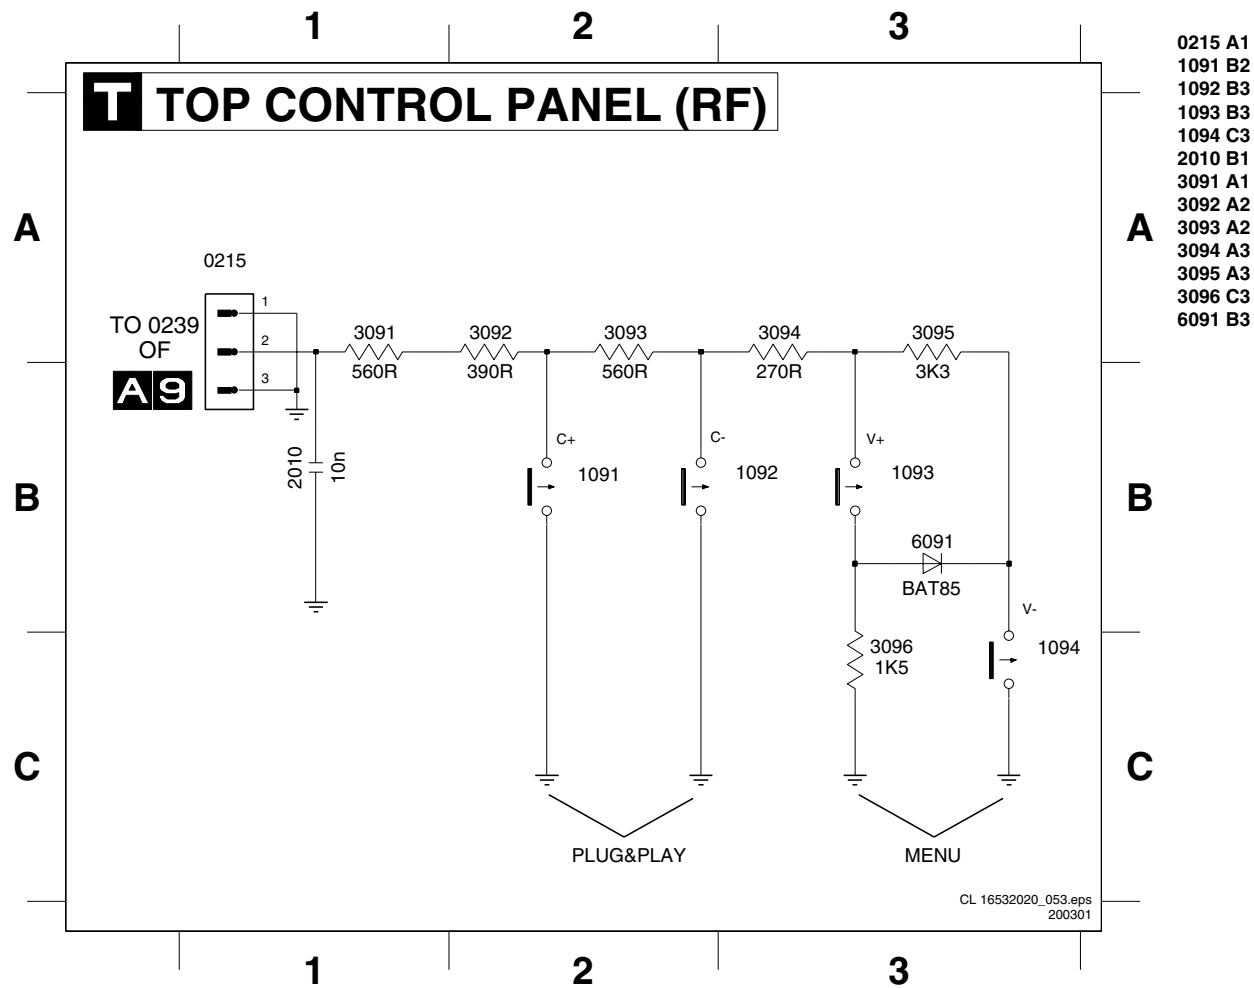 1 2 3
0215 A1
1091 B2
1092 B3
1093 B3
1094 C3
2010 B1
3091 A1
3092 A2
3093 A2
3094 A3
3095 A3
3096 C3
6091 B3
T TOP CONTROL PANEL (RF)
A A
0215
1
2
3
TO 0239
OF
A 9
3091
560R
3092
390R
3093
560R
3094
270R
3095
3K3
2010
10n
C+
1091
C-
1092
V+
1093
B B
6091
BAT85
V-
1094
3096
1K5
C C
PLUG&PLAY
MENU
CL 16532020_053.eps
200301
1 2 3